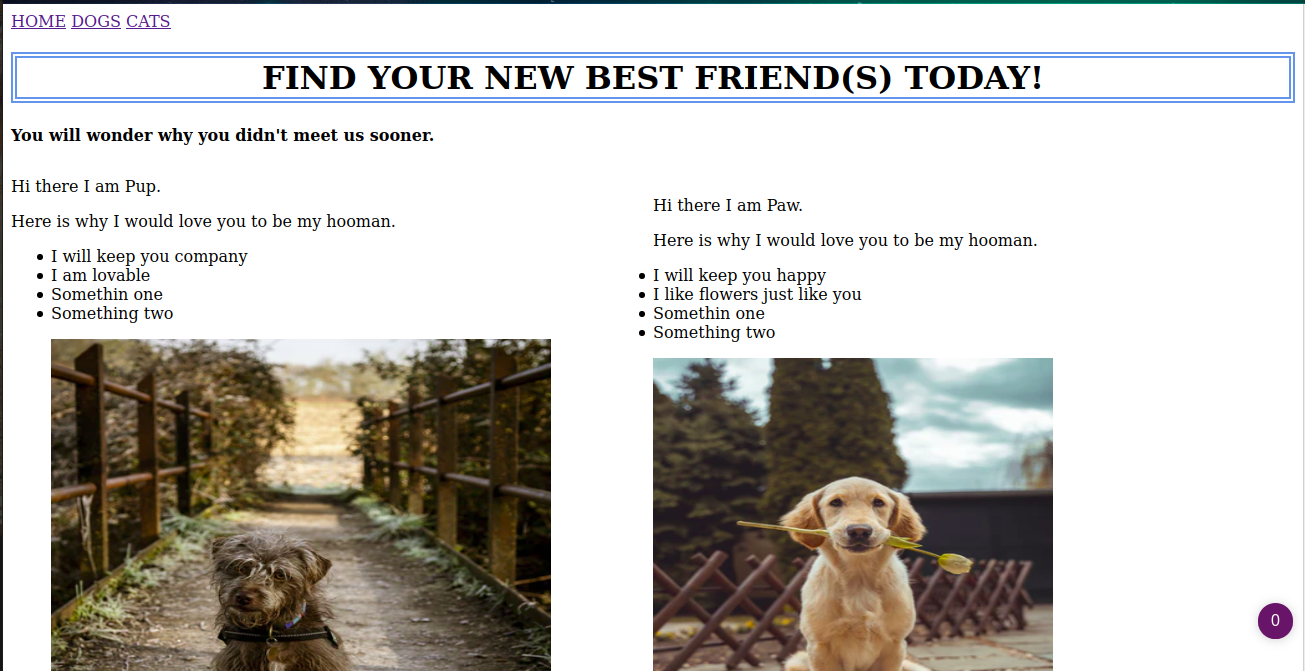 HOME DOGS CATS
FIND YOUR NEW BEST FRIEND(S) TODAY!
You will wonder why you didn't meet us sooner.
Hi there I am Pup.
Here is why I would love you to be my hooman.
I will keep you company
I am lovable
Somethin one
Something two
Hi there I am Paw.
Here is why I would love you to be my hooman.
I will keep you happy
I like flowers just like you
Somethin one
Something two
0